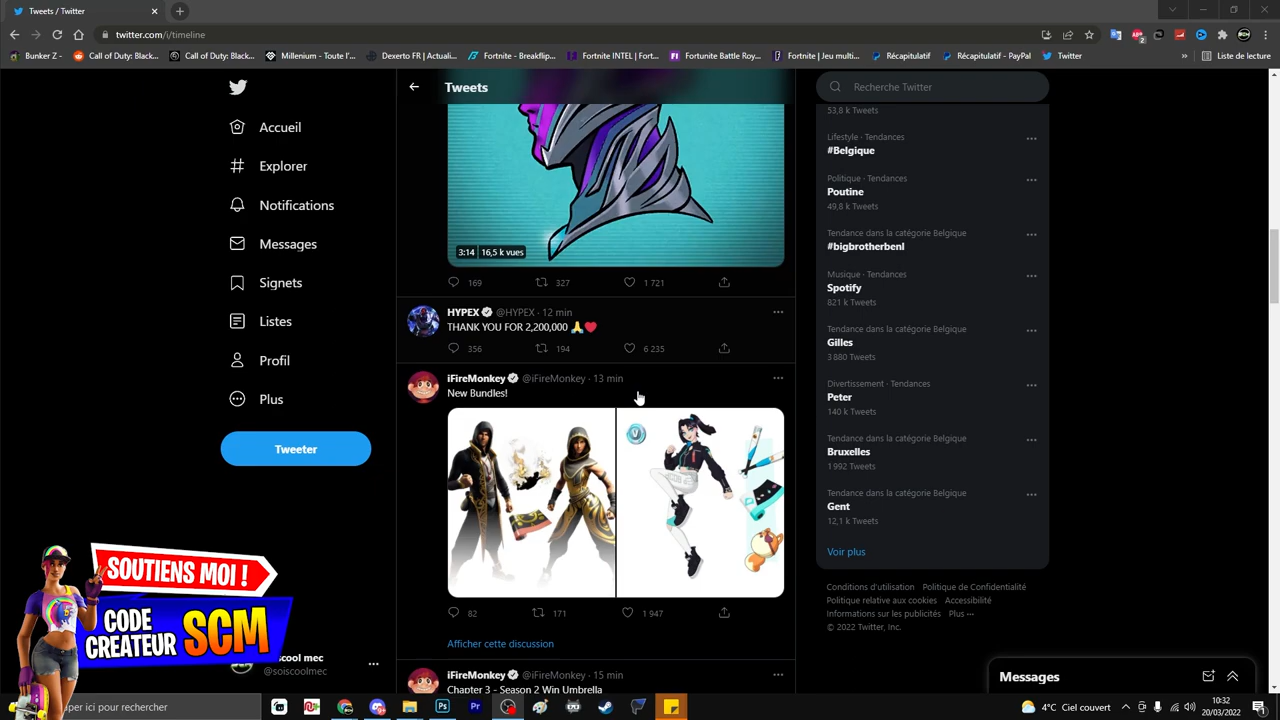 Tweets / Twitter
twitter.com/i/timeline
Bunker Z -
Reddit - Call Of Duty: Black...
Call Of Duty: Black...
Millenium - Toute l'i...
Dexerto FR | Actualit...
Fortnite - Breakflip...
Fortnite INTEL | Fort...
Fortnite Battle Roy...
Fortnite | Jeu multi...
Récapitulatif
Récapitulatif - PayPal
Twitter
Liste de lecture
Accueil
Explorer
Notifications
Messages
Signets
Listes
Profil
Plus
Tweeter
Tweets
3:14 16,5 k vues
169 327 1 721
HYPEX @HYPEX · 12 min
THANK YOU FOR 2,200,000 🙏❤️
356 194 6 235
iFireMonkey @iFireMonkey · 13 min
New Bundles!
82 171 1 947
Afficher cette discussion
iFireMonkey @iFireMonkey · 15 min
Chapter 3 - Season 2 Win Umbrella
Recherche Twitter
53,8 k Tweets
Lifestyle · Tendances
#Belgique
Politique · Tendances
Poutine
49,8 k Tweets
Tendance dans la catégorie Belgique
#bigbrotherbenl
Musique · Tendances
Spotify
821 k Tweets
Tendance dans la catégorie Belgique
Gilles
3 880 Tweets
Divertissement · Tendances
Peter
140 k Tweets
Tendance dans la catégorie Belgique
Bruxelles
1 992 Tweets
Tendance dans la catégorie Belgique
Gent
12,1 k Tweets
Voir plus
Conditions d'utilisation Politique de Confidentialité
Politique relative aux cookies Accessibilité
Informations sur les publicités Plus ···
© 2022 Twitter, Inc.
Messages
SOUTIENS MOI !
CODE
CREATEUR SCM
cool mec
@soiscoolmec
aper ici pour rechercher
4°C Ciel couvert
10:32
20/03/2022